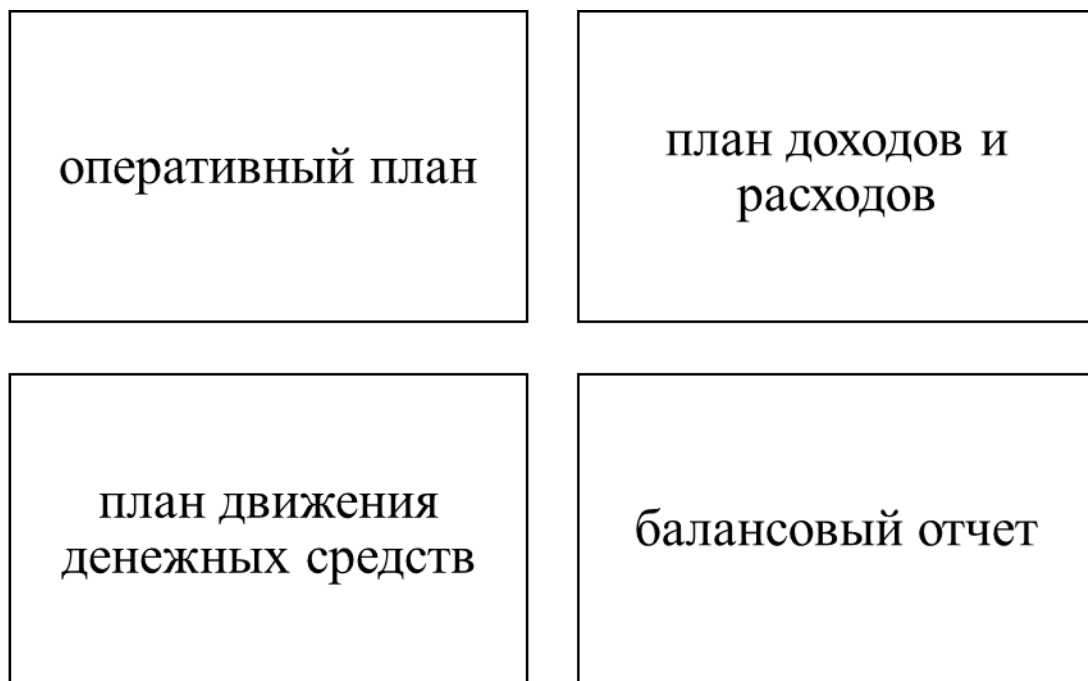 оперативный план
план доходов и
расходов
план движения
денежных средств
балансовый отчет